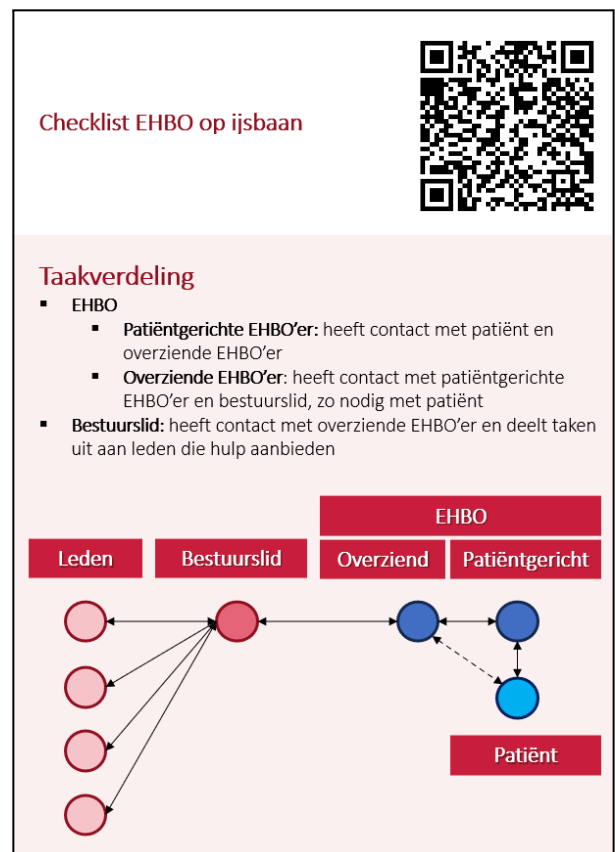 Checklist EHBO op ijsbaan
Taakverdeling
▪ EHBO
▪ Patiëntgerichte EHBO’er: heeft contact met patiënt en
overziende EHBO’er
▪ Overziende EHBO’er: heeft contact met patiëntgerichte
EHBO’er en bestuurslid, zo nodig met patiënt
▪ Bestuurslid: heeft contact met overziende EHBO’er en deelt taken
uit aan leden die hulp aanbieden
EHBO
Leden Bestuurslid Overziend Patiëntgericht
Patiënt